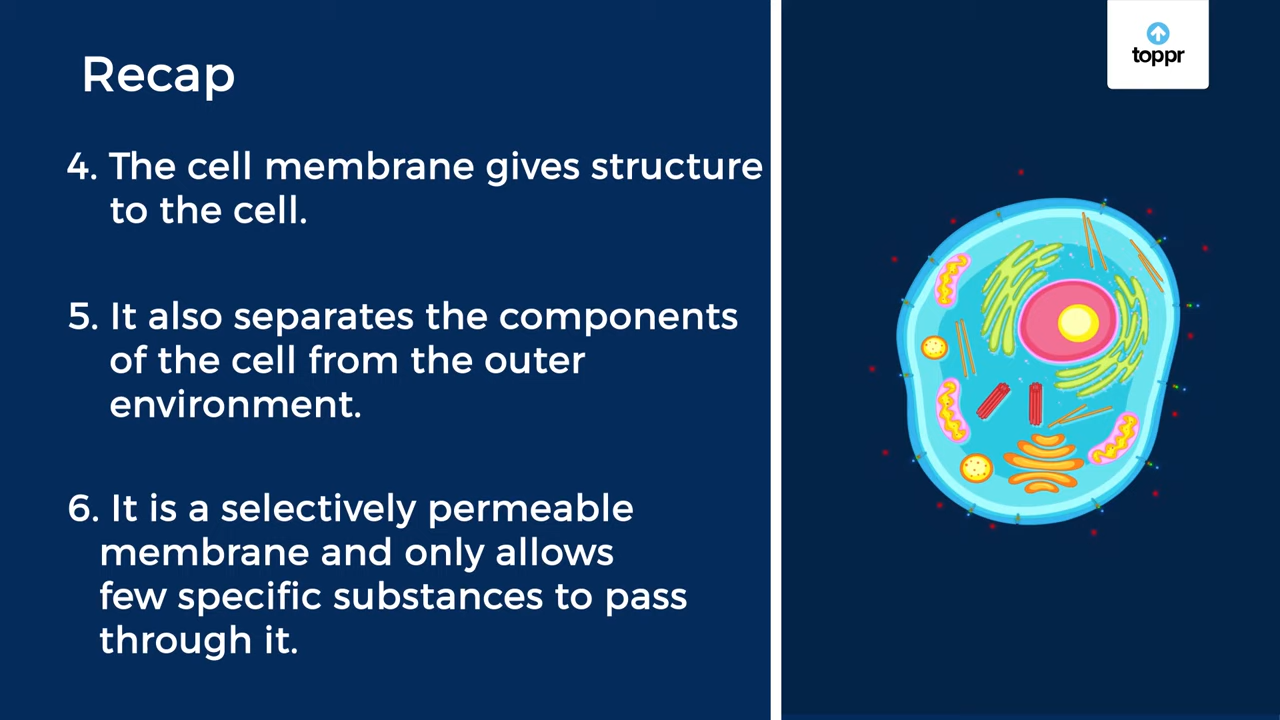 Recap
4. The cell membrane gives structure
to the cell.
5. It also separates the components
of the cell from the outer
environment.
6. It is a selectively permeable
membrane and only allows
few specific substances to pass
through it.
toppr